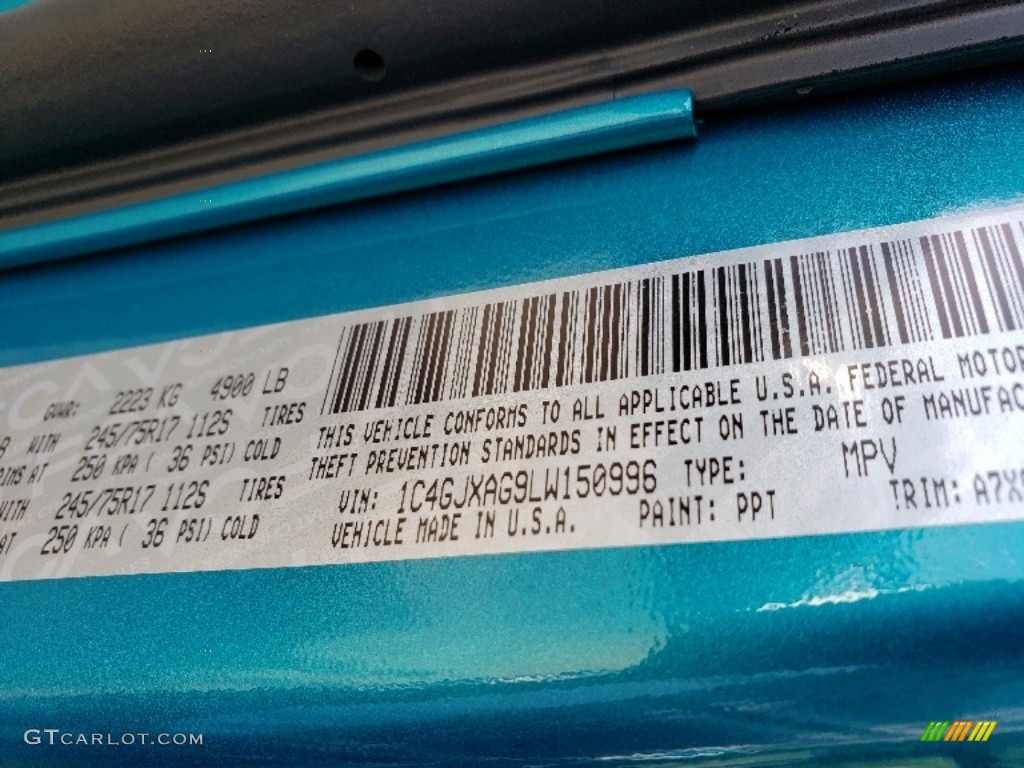 GVWR: 2223 KG 4900 LB
B WITH 245/75R17 112S TIRES
RIMS AT 250 KPA ( 36 PSI) COLD
WITH 245/75R17 112S TIRES
AT 250 KPA ( 36 PSI) COLD
THIS VEHICLE CONFORMS TO ALL APPLICABLE U.S.A. FEDERAL MOTOR
THEFT PREVENTION STANDARDS IN EFFECT ON THE DATE OF MANUFAC
VIN: 1C4GJXAG9LW150996 TYPE: MPV
VEHICLE MADE IN U.S.A. PAINT: PPT TRIM: A7X9
GTCARLOT.COM